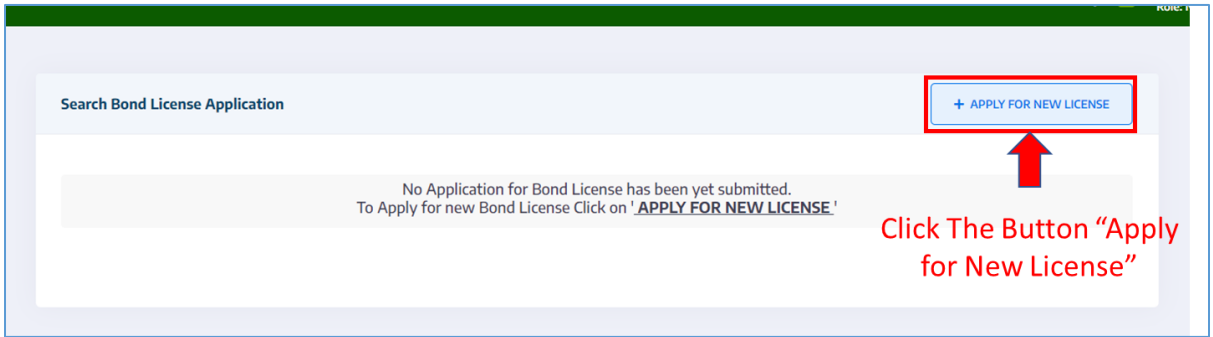 Role:
Search Bond License Application
+ APPLY FOR NEW LICENSE
No Application for Bond License has been yet submitted.
To Apply for new Bond License Click on ' APPLY FOR NEW LICENSE '
Click The Button “Apply
for New License”